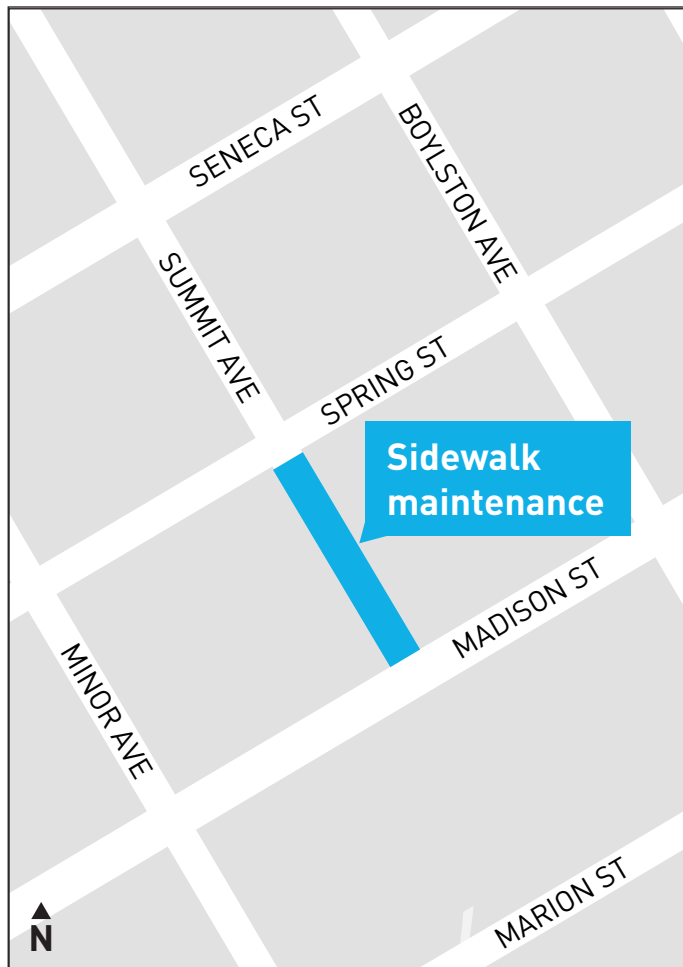 SENECA ST
BOYLSTON AVE
SUMMIT AVE
SPRING ST
Sidewalk
maintenance
MADISON ST
MINOR AVE
MARION ST
N